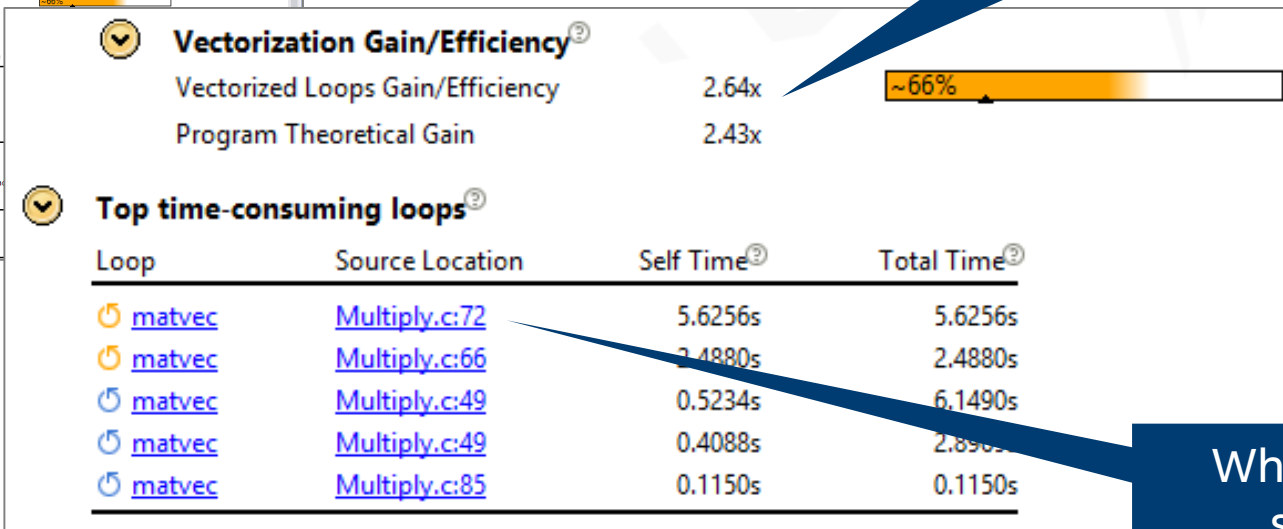 ~66%
Vectorization Gain/Efficiency
Vectorized Loops Gain/Efficiency 2.64x ~66%
Program Theoretical Gain 2.43x
Top time-consuming loops
Loop Source Location Self Time Total Time
matvec Multiply.c:72 5.6256s 5.6256s
matvec Multiply.c:66 2.4880s 2.4880s
matvec Multiply.c:49 0.5234s 6.1490s
matvec Multiply.c:49 0.4088s
matvec Multiply.c:85 0.1150s 0.1150s
Wh